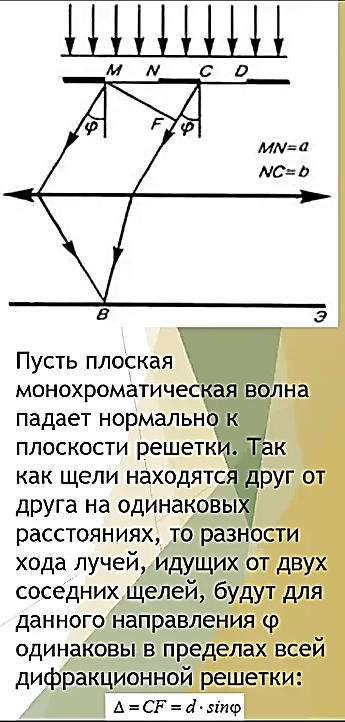 M N C D
φ F φ
MN=a
NC=b
B Э
Пусть плоская
монохроматическая волна
падает нормально к
плоскости решетки. Так
как щели находятся друг от
друга на одинаковых
расстояниях, то разности
хода лучей, идущих от двух
соседних щелей, будут для
данного направления φ
одинаковы в пределах всей
дифракционной решетки:
Δ = CF = d · sinφ